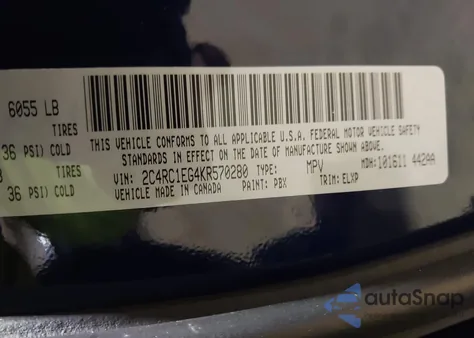 6055 LB
TIRES
36 PSI) COLD
TIRES
36 PSI) COLD
THIS VEHICLE CONFORMS TO ALL APPLICABLE U.S.A. FEDERAL MOTOR VEHICLE SAFETY
STANDARDS IN EFFECT ON THE DATE OF MANUFACTURE SHOWN ABOVE.
VIN: 2C4RC1EG4KR570280 TYPE: MPV MDH: 101611 442AA
VEHICLE MADE IN CANADA PAINT: PBX TRIM: ELXP
autoSnap